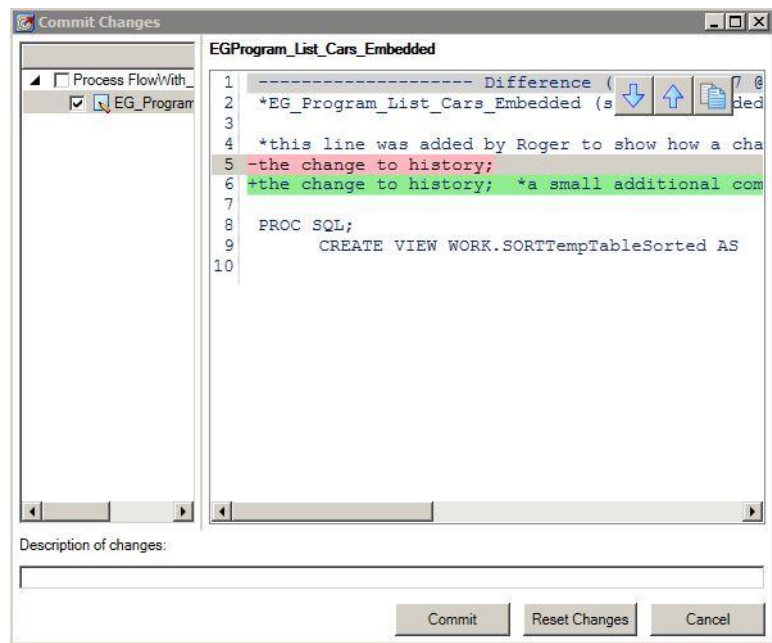 Commit Changes
EGProgram_List_Cars_Embedded
Process FlowWith_
EG_Program
1 -------------------- Difference ( 7 @
2 *EG_Program_List_Cars_Embedded (s ded
3
4 *this line was added by Roger to show how a cha
5 -the change to history;
6 +the change to history; *a small additional com
7
8 PROC SQL;
9 CREATE VIEW WORK.SORTTempTableSorted AS
10
Description of changes:
Commit Reset Changes Cancel